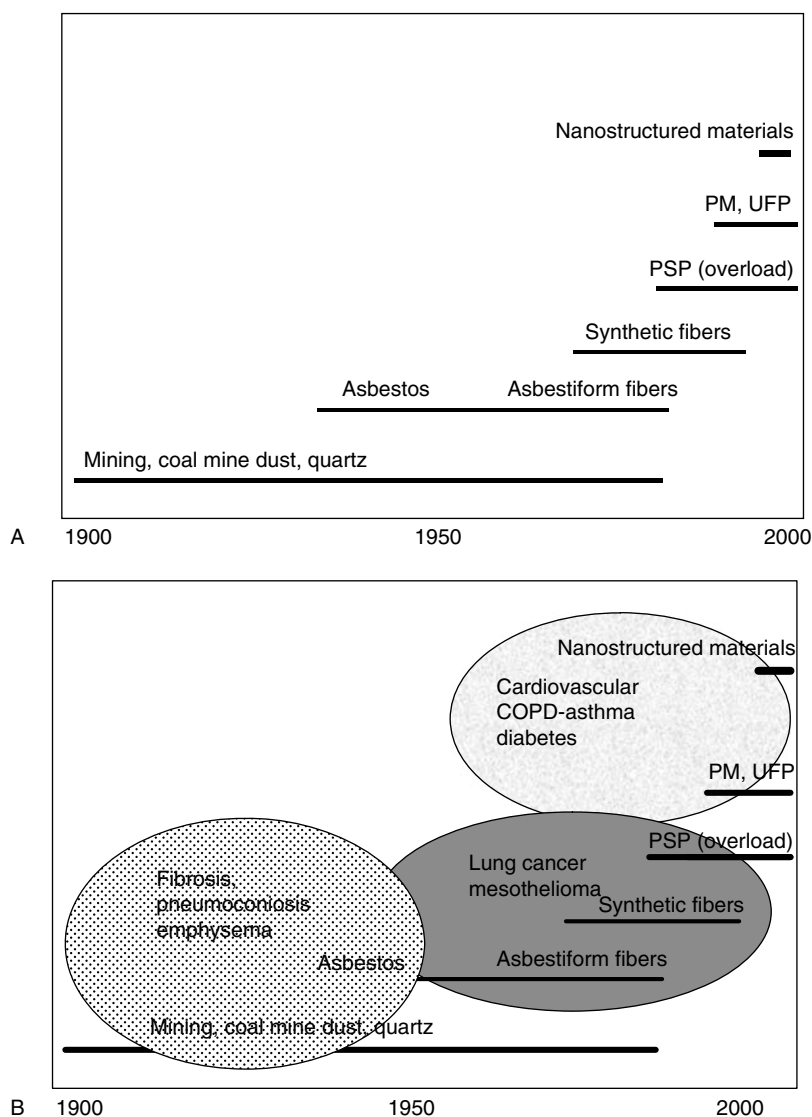 Nanostructured materials
PM, UFP
PSP (overload)
Synthetic fibers
Asbestos Asbestiform fibers
Mining, coal mine dust, quartz
A 1900 1950 2000
Nanostructured materials
Cardiovascular
COPD-asthma
diabetes
PM, UFP
PSP (overload)
Lung cancer
mesothelioma
Fibrosis,
pneumoconiosis
emphysema
Synthetic fibers
Asbestos Asbestiform fibers
Mining, coal mine dust, quartz
B 1900 1950 2000